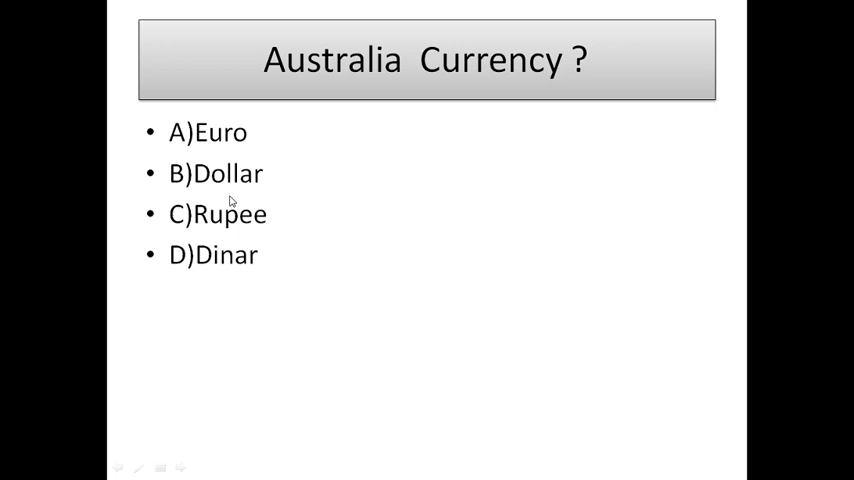 Australia  Currency ?
• A)Euro
• B)Dollar
• C)Rupee
• D)Dinar